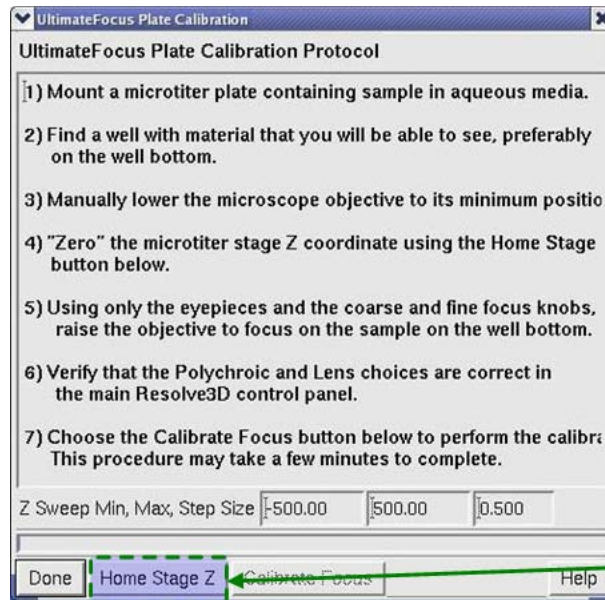 UltimateFocus Plate Calibration
UltimateFocus Plate Calibration Protocol
1) Mount a microtiter plate containing sample in aqueous media.
2) Find a well with material that you will be able to see, preferably
on the well bottom.
3) Manually lower the microscope objective to its minimum positio
4) "Zero" the microtiter stage Z coordinate using the Home Stage
button below.
5) Using only the eyepieces and the coarse and fine focus knobs,
raise the objective to focus on the sample on the well bottom.
6) Verify that the Polychroic and Lens choices are correct in
the main Resolve3D control panel.
7) Choose the Calibrate Focus button below to perform the calibra
This procedure may take a few minutes to complete.
Z Sweep Min, Max, Step Size -500.00 500.00 0.500
Done Home Stage Z Calibrate Focus Help